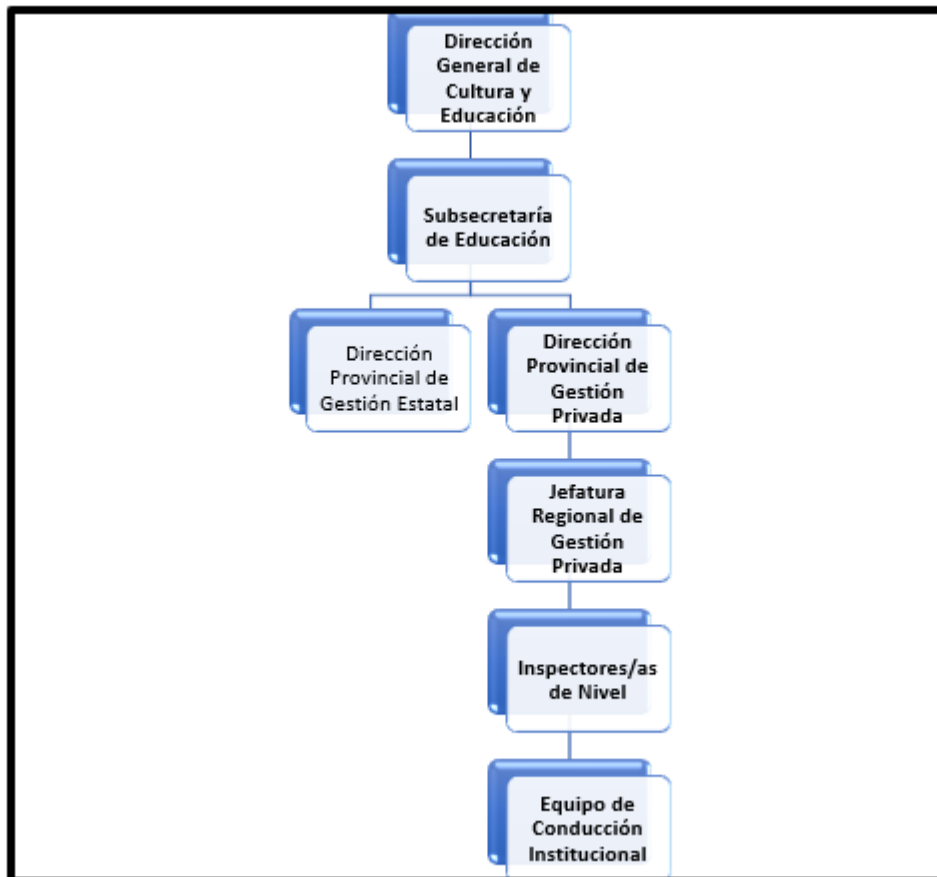 Dirección
General de
Cultura y
Educación
Subsecretaría
de Educación
Dirección
Provincial de
Gestión Estatal
Dirección
Provincial de
Gestión
Privada
Jefatura
Regional de
Gestión
Privada
Inspectores/as
de Nivel
Equipo de
Conducción
Institucional